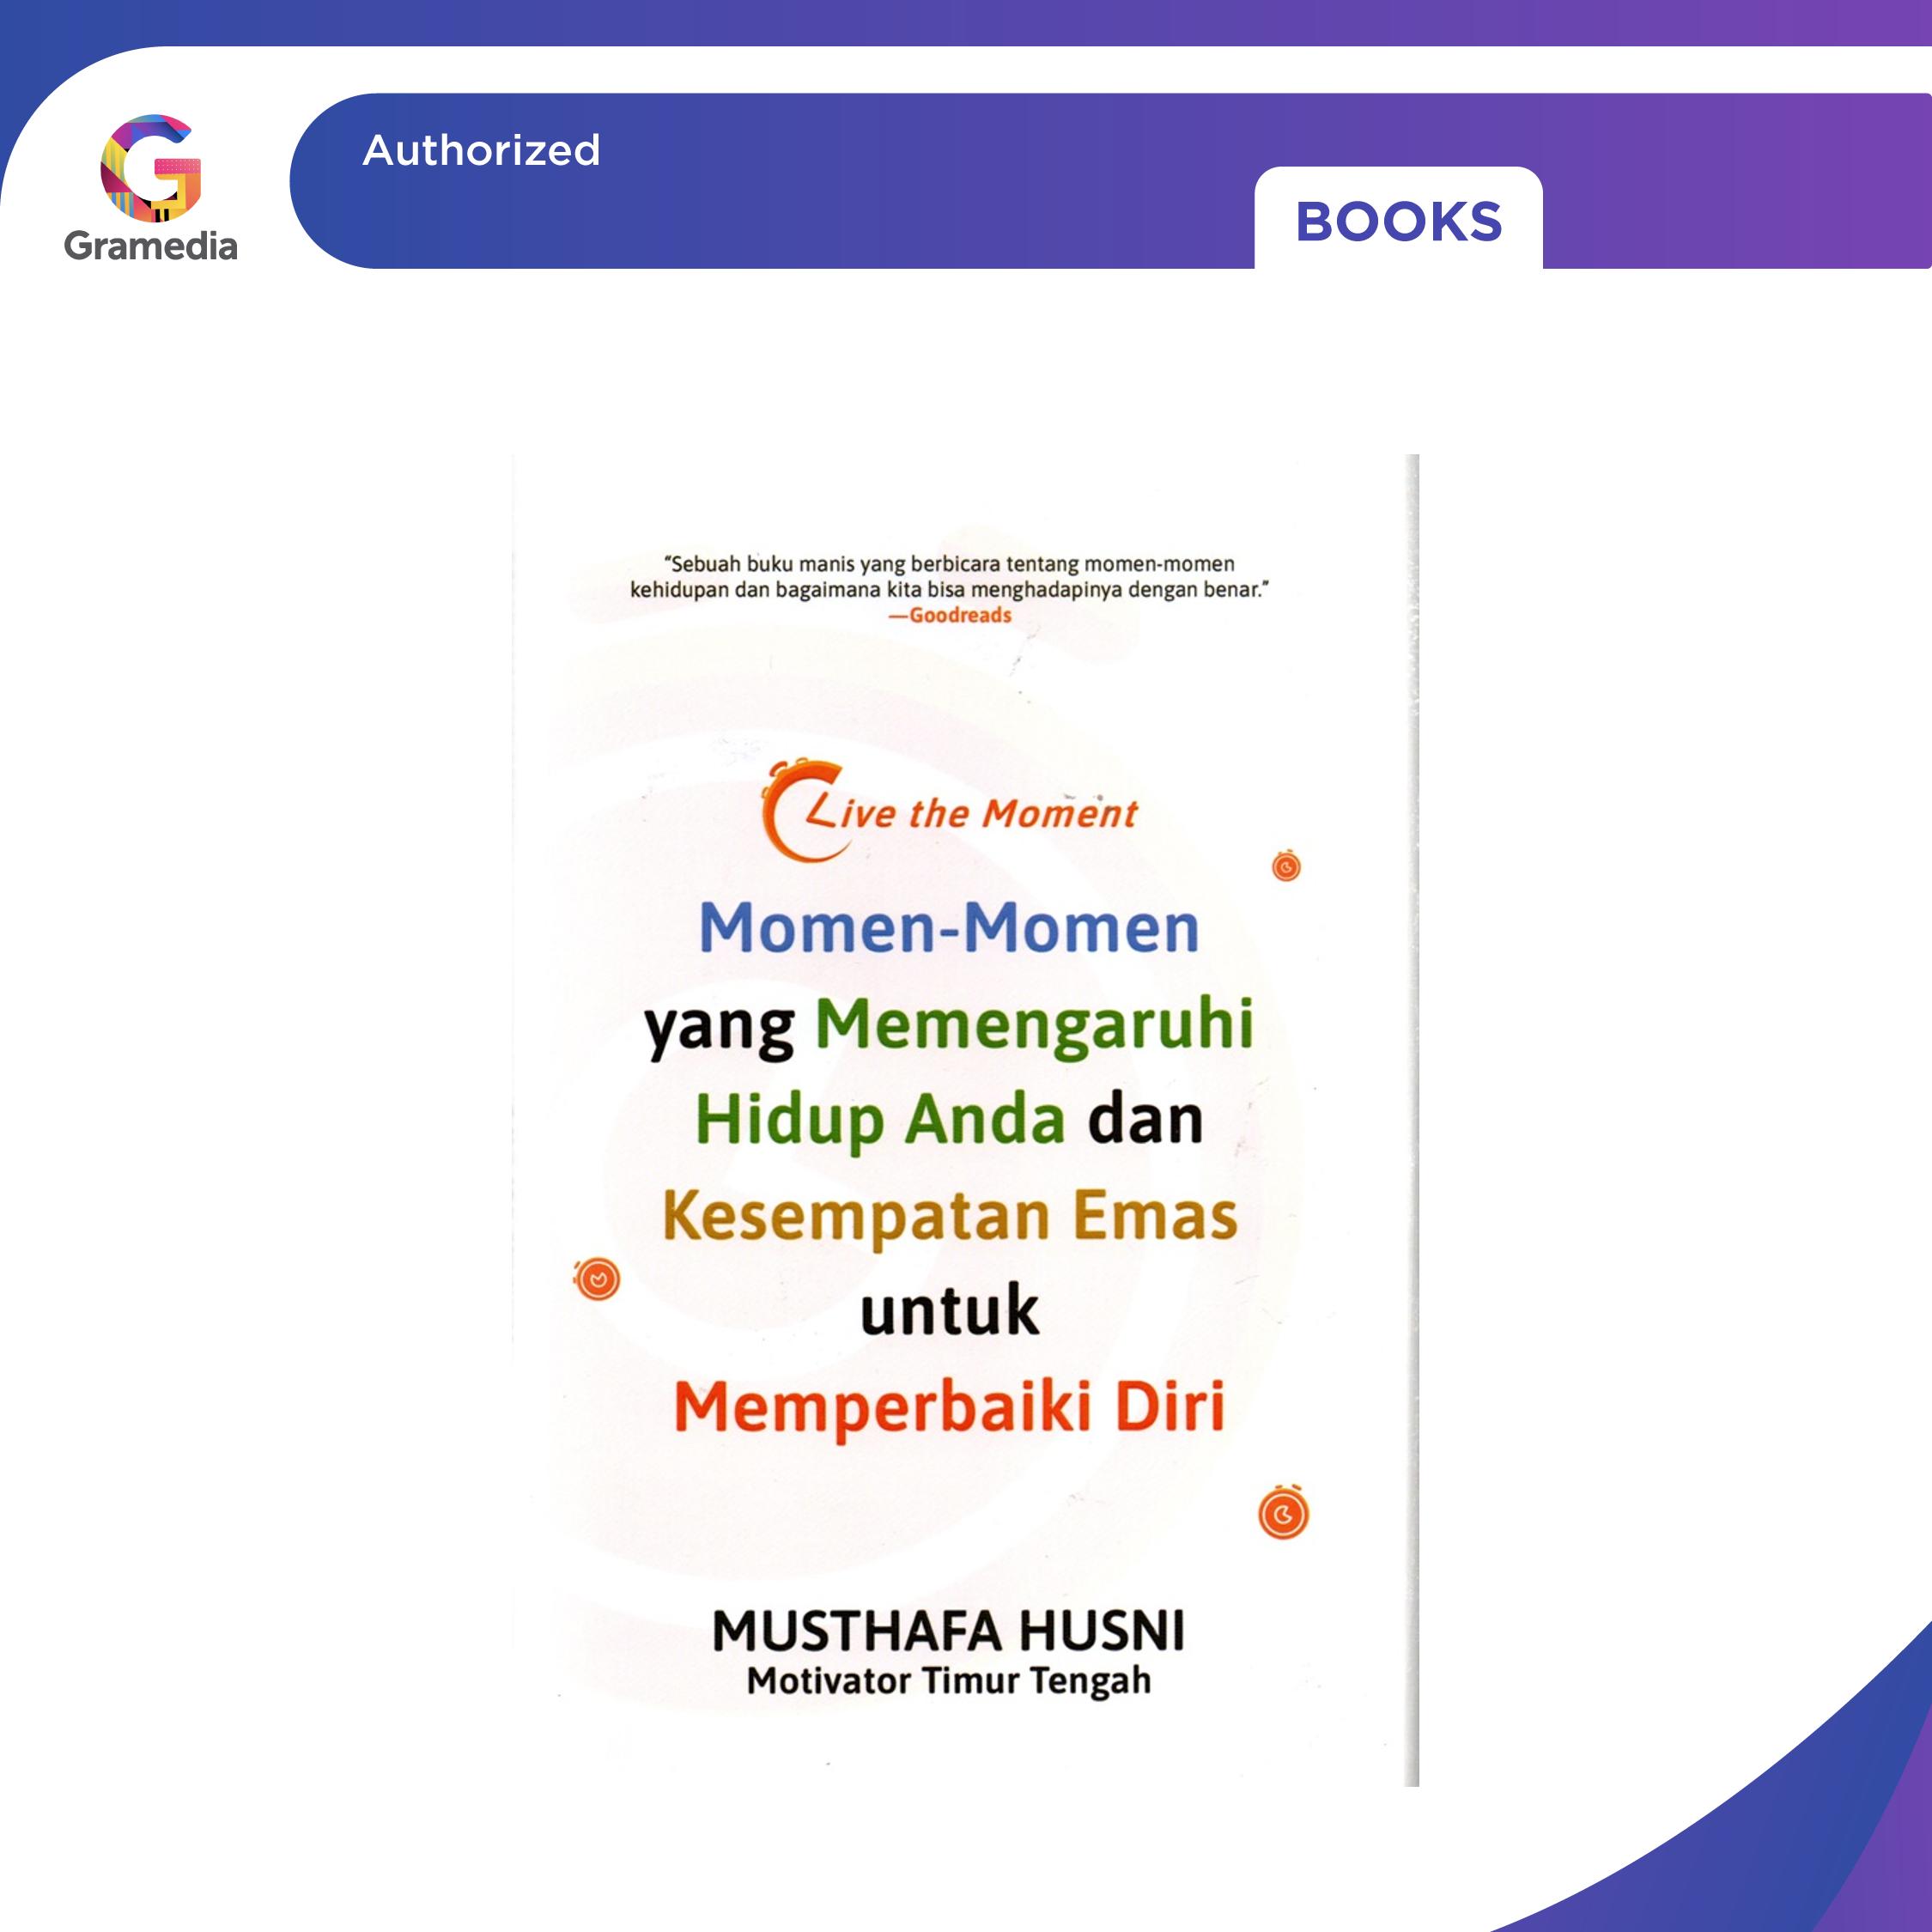 Gramedia
Authorized
BOOKS
“Sebuah buku manis yang berbicara tentang momen-momen
kehidupan dan bagaimana kita bisa menghadapinya dengan benar.”
—Goodreads
Live the Moment
Momen-Momen
yang Memengaruhi
Hidup Anda dan
Kesempatan Emas
untuk
Memperbaiki Diri
MUSTHAFA HUSNI
Motivator Timur Tengah